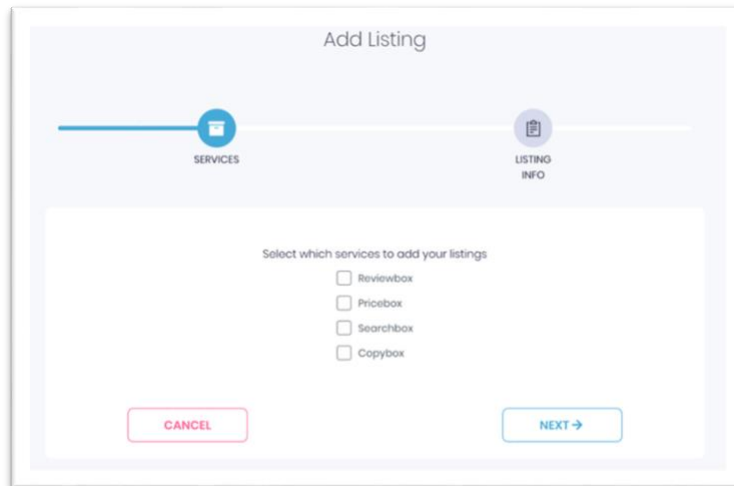 Add Listing
SERVICES
LISTING
INFO
Select which services to add your listings
Reviewbox
Pricebox
Searchbox
Copybox
CANCEL
NEXT →